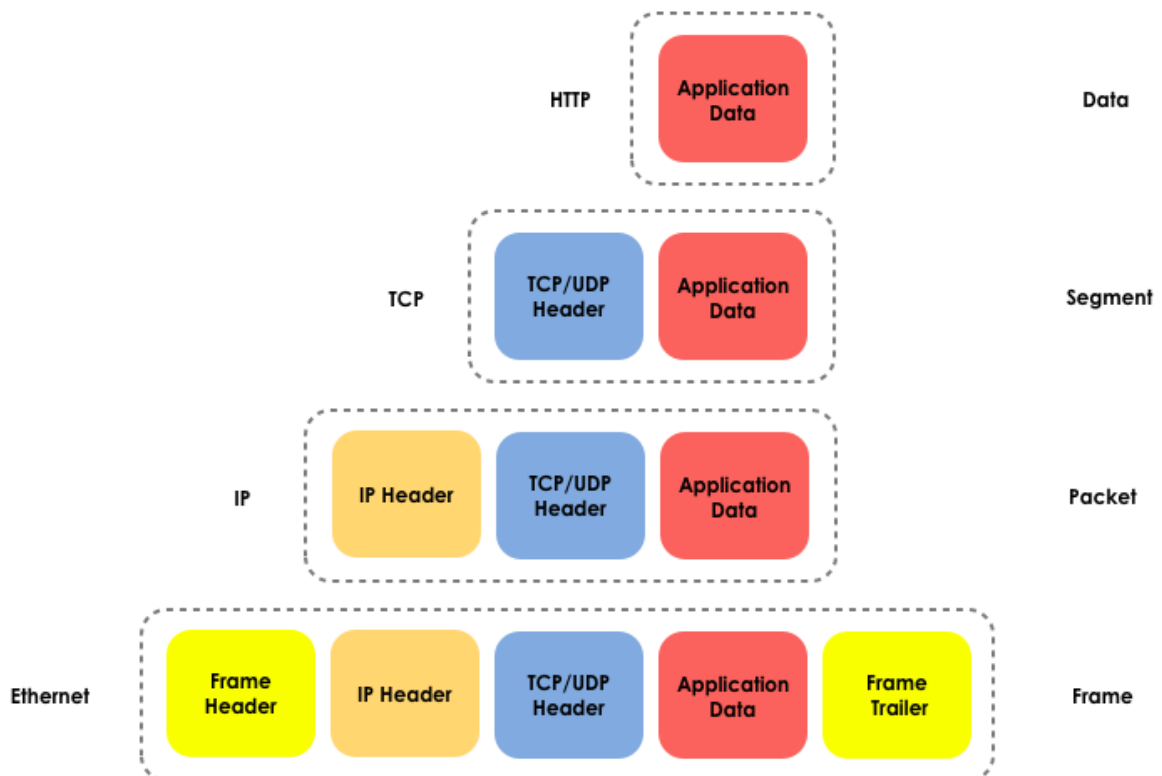 HTTP
Application
Data
Data
TCP
TCP/UDP
Header
Application
Data
Segment
IP
IP Header
TCP/UDP
Header
Application
Data
Packet
Ethernet
Frame
Header
IP Header
TCP/UDP
Header
Application
Data
Frame
Trailer
Frame